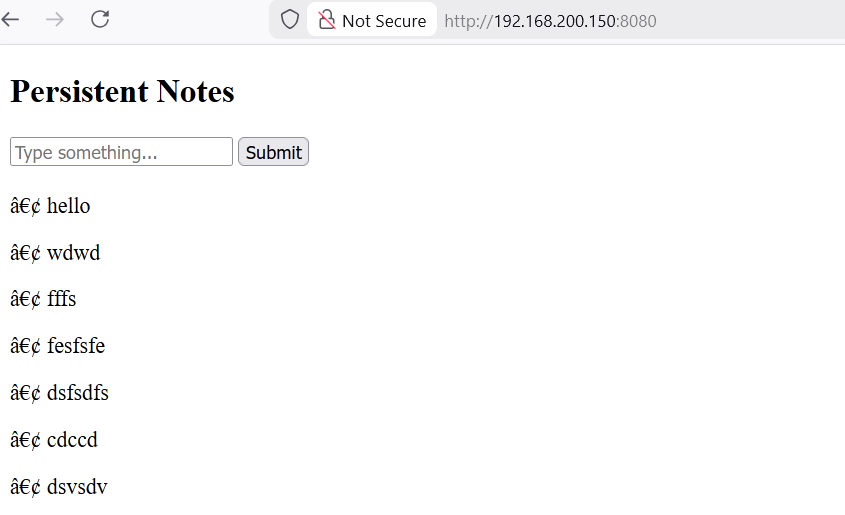 Not Secure http://192.168.200.150:8080
Persistent Notes
Type something... Submit
â€¢ hello
â€¢ wdwd
â€¢ fffs
â€¢ fesfsfe
â€¢ dsfsdfs
â€¢ cdccd
â€¢ dsvsdv